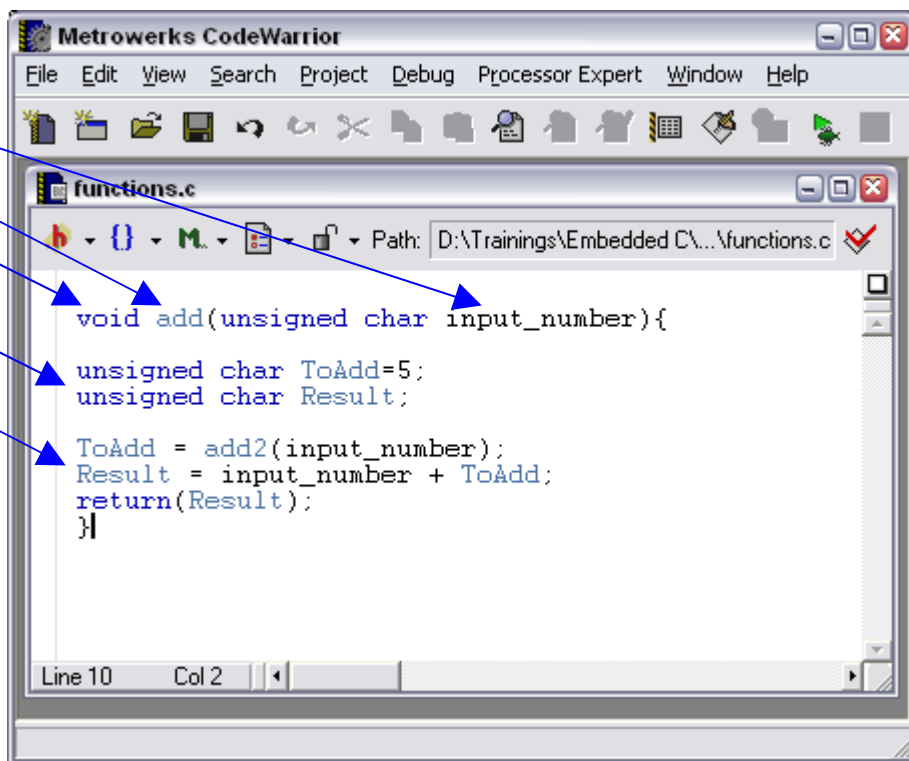 Metrowerks CodeWarrior
File Edit View Search Project Debug Processor Expert Window Help
functions.c
h {} M.. Path: D:\Trainings\Embedded C\...\functions.c
void add(unsigned char input_number){
unsigned char ToAdd=5;
unsigned char Result;
ToAdd = add2(input_number);
Result = input_number + ToAdd;
return(Result);
}
Line 10 Col 2